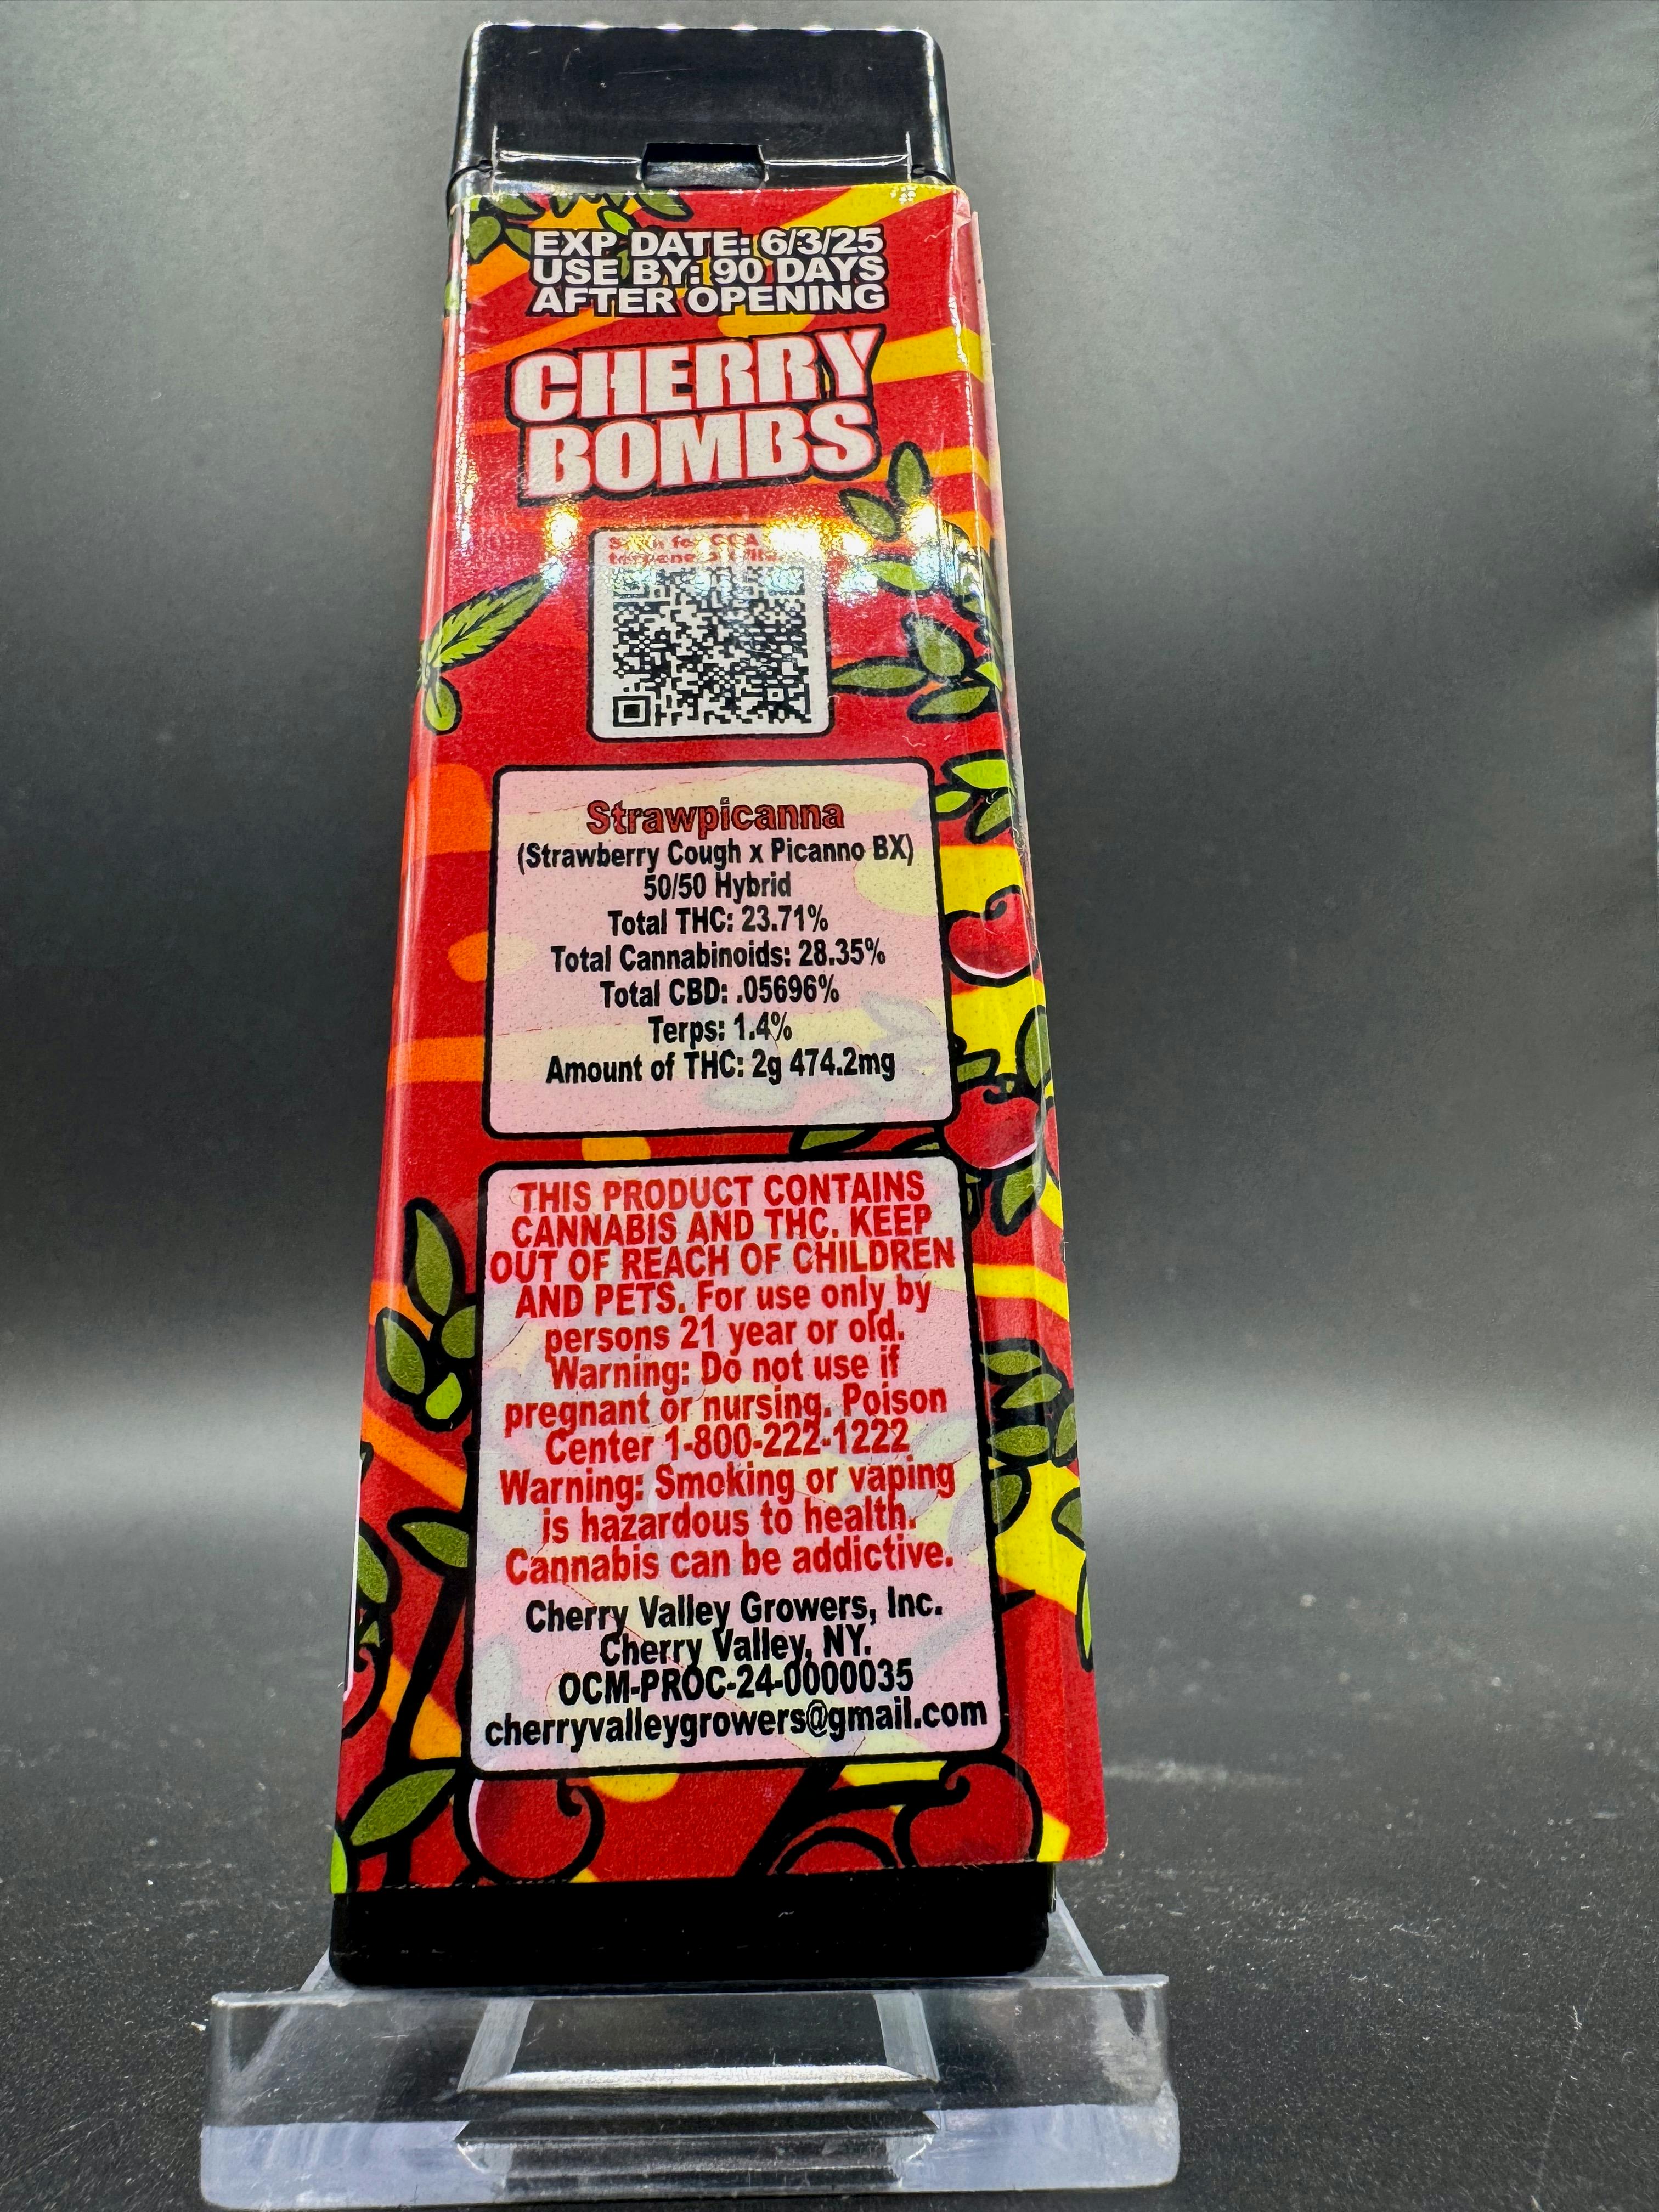 EXP DATE: 6/3/25
USE BY: 90 DAYS
AFTER OPENING
CHERRY
BOMBS
for COA
Strawpicanna
(Strawberry Cough x Picanno BX)
50/50 Hybrid
Total THC: 23.71%
Total Cannabinoids: 28.35%
Total CBD: .05696%
Terps: 1.4%
Amount of THC: 2g 474.2mg
THIS PRODUCT CONTAINS
CANNABIS AND THC. KEEP
OUT OF REACH OF CHILDREN
AND PETS. For use only by
persons 21 year or old.
Warning: Do not use if
pregnant or nursing. Poison
Center 1-800-222-1222
Warning: Smoking or vaping
is hazardous to health.
Cannabis can be addictive.
Cherry Valley Growers, Inc.
Cherry Valley, NY.
OCM-PROC-24-0000035
cherryvalleygrowers@gmail.com